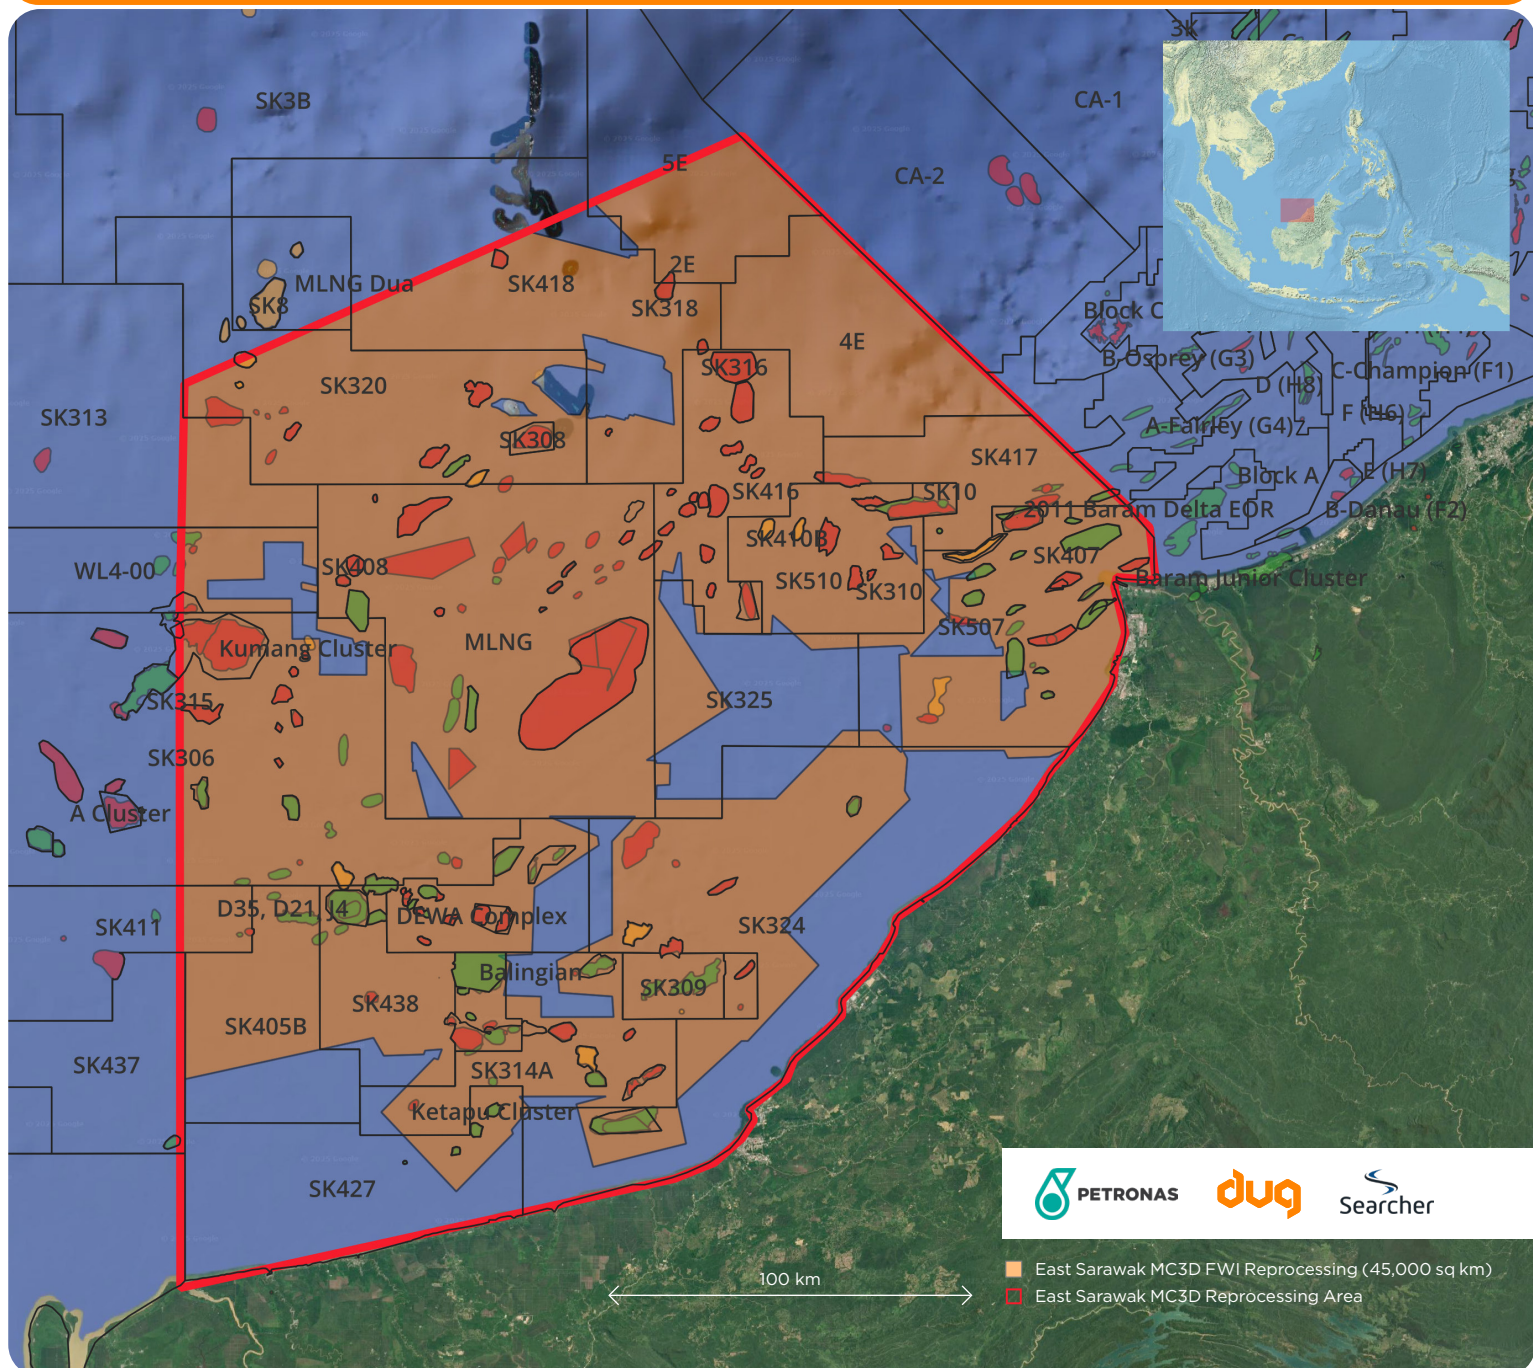 3K
SK3B
CA-1
5E
CA-2
2E
MLNG Dua
SK418
SK8
SK318
Block C
4E
B-Osprey (G3)
SK316
C-Champion (F1)
SK320
D (H8)
SK313
F (H6)
A-Fairley (G4)
SK308
SK417
E (H7)
Block A
SK416
SK10
2011 Baram Delta EOR
B-Danau (F2)
SK410B
SK407
WL4-00
SK408
SK510
Baram Junior Cluster
SK310
SK507
MLNG
Kumang Cluster
SK315
SK325
SK306
A Cluster
D35, D21, J4
DEWA Complex
SK411
SK324
Balingian
SK309
SK438
SK405B
SK437
SK314A
Ketapu Cluster
SK427
PETRONAS
dug
Searcher
100 km
East Sarawak MC3D FWI Reprocessing (45,000 sq km)
East Sarawak MC3D Reprocessing Area